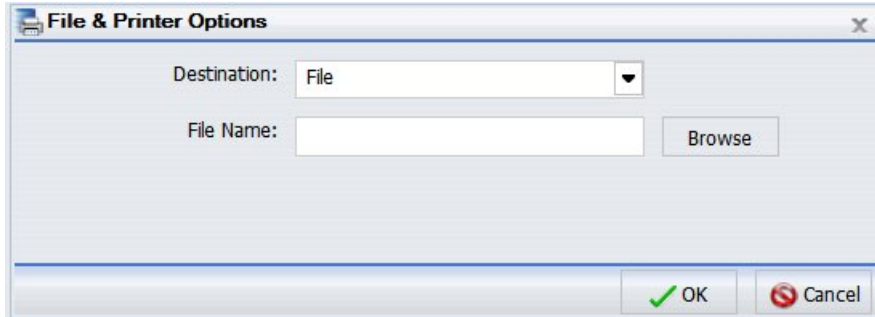 File & Printer Options
Destination: File
File Name:
Browse
OK Cancel